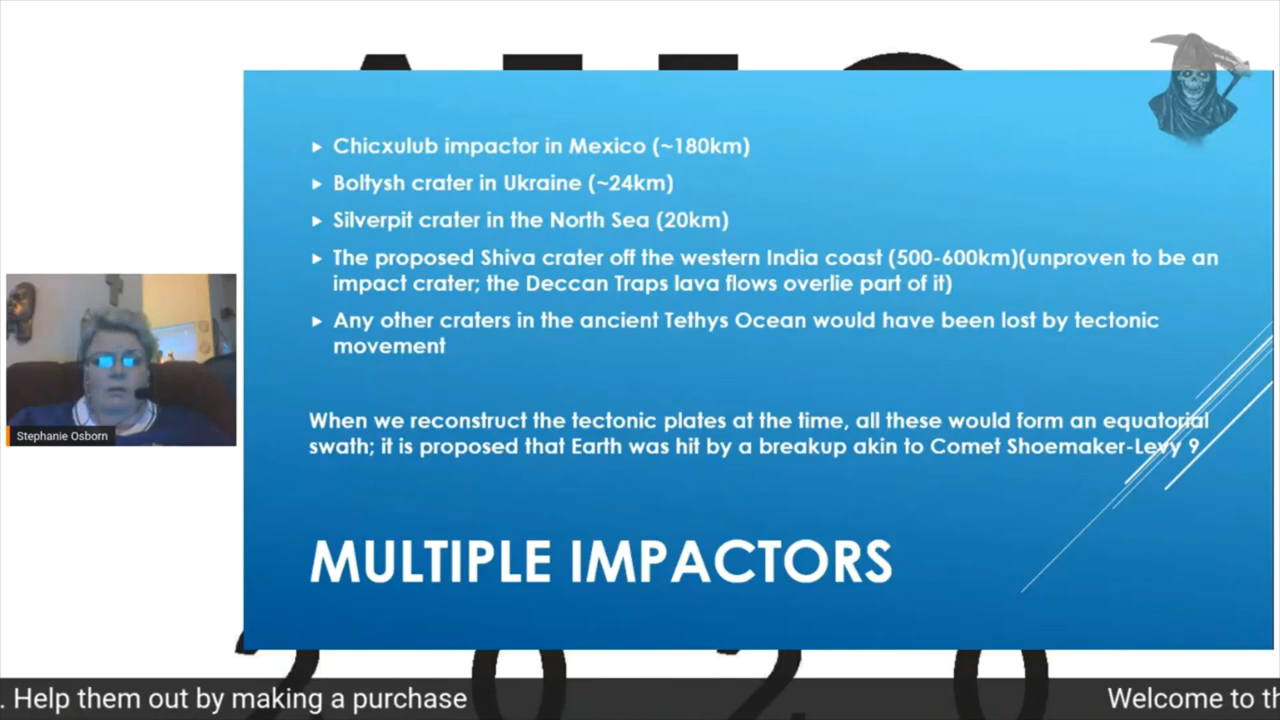 Chicxulub impactor in Mexico (~180km)
Boltysh crater in Ukraine (~24km)
Silverpit crater in the North Sea (20km)
The proposed Shiva crater off the western India coast (500-600km)(unproven to be an
impact crater; the Deccan Traps lava flows overlie part of it)
Any other craters in the ancient Tethys Ocean would have been lost by tectonic
movement
When we reconstruct the tectonic plates at the time, all these would form an equatorial
swath; it is proposed that Earth was hit by a breakup akin to Comet Shoemaker-Levy 9
MULTIPLE IMPACTORS
Stephanie Osborn
2020
. Help them out by making a purchase
Welcome to th